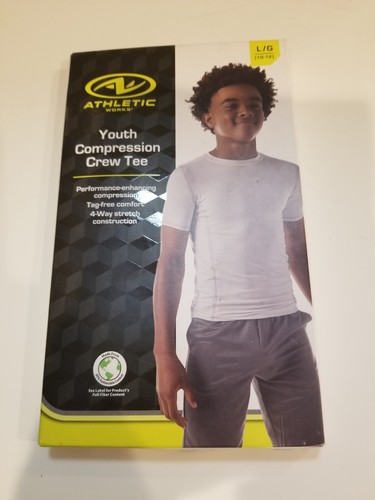 L/G
(10-12)
ATHLETIC
WORKS
Youth
Compression
Crew Tee
Performance-enhancing
compression
Tag-free comfort
4-Way stretch
construction
See Label for Product's
Full Fiber Content